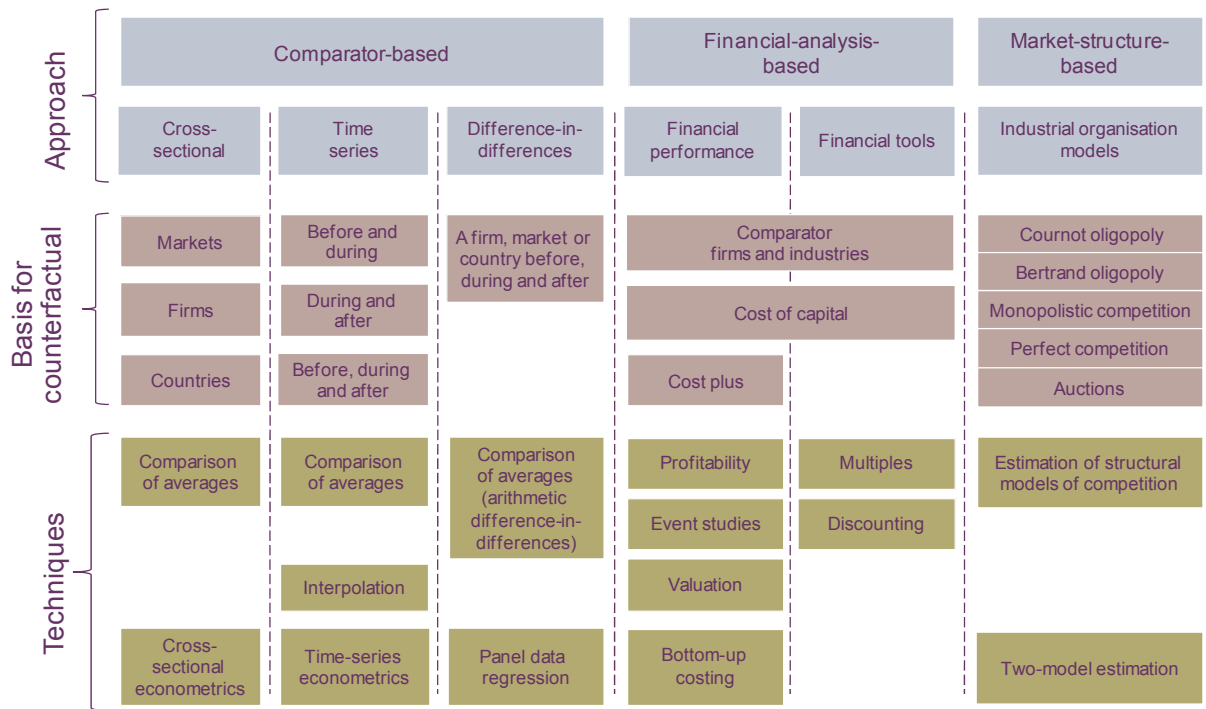 Approach
Comparator-based
Financial-analysis-
based
Market-structure-
based
Cross-
sectional
Time
series
Difference-in-
differences
Financial
performance
Financial tools
Industrial organisation
models
Basis for
counterfactual
Markets
Firms
Countries
Before and
during
During and
after
Before, during
and after
A firm, market or
country before,
during and after
Comparator
firms and industries
Cost of capital
Cost plus
Cournot oligopoly
Bertrand oligopoly
Monopolistic competition
Perfect competition
Auctions
Techniques
Comparison
of averages
Cross-
sectional
econometrics
Comparison
of averages
Interpolation
Time-series
econometrics
Comparison
of averages
(arithmetic
difference-in-
differences)
Panel data
regression
Profitability
Event studies
Valuation
Bottom-up
costing
Multiples
Discounting
Estimation of structural
models of competition
Two-model estimation